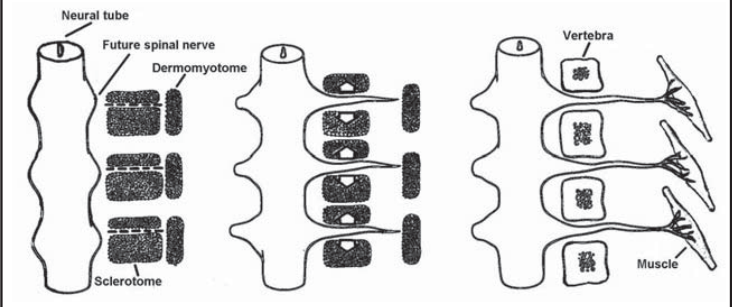 Neural tube
Future spinal nerve
Dermomyotome
Sclerotome
Vertebra
Muscle